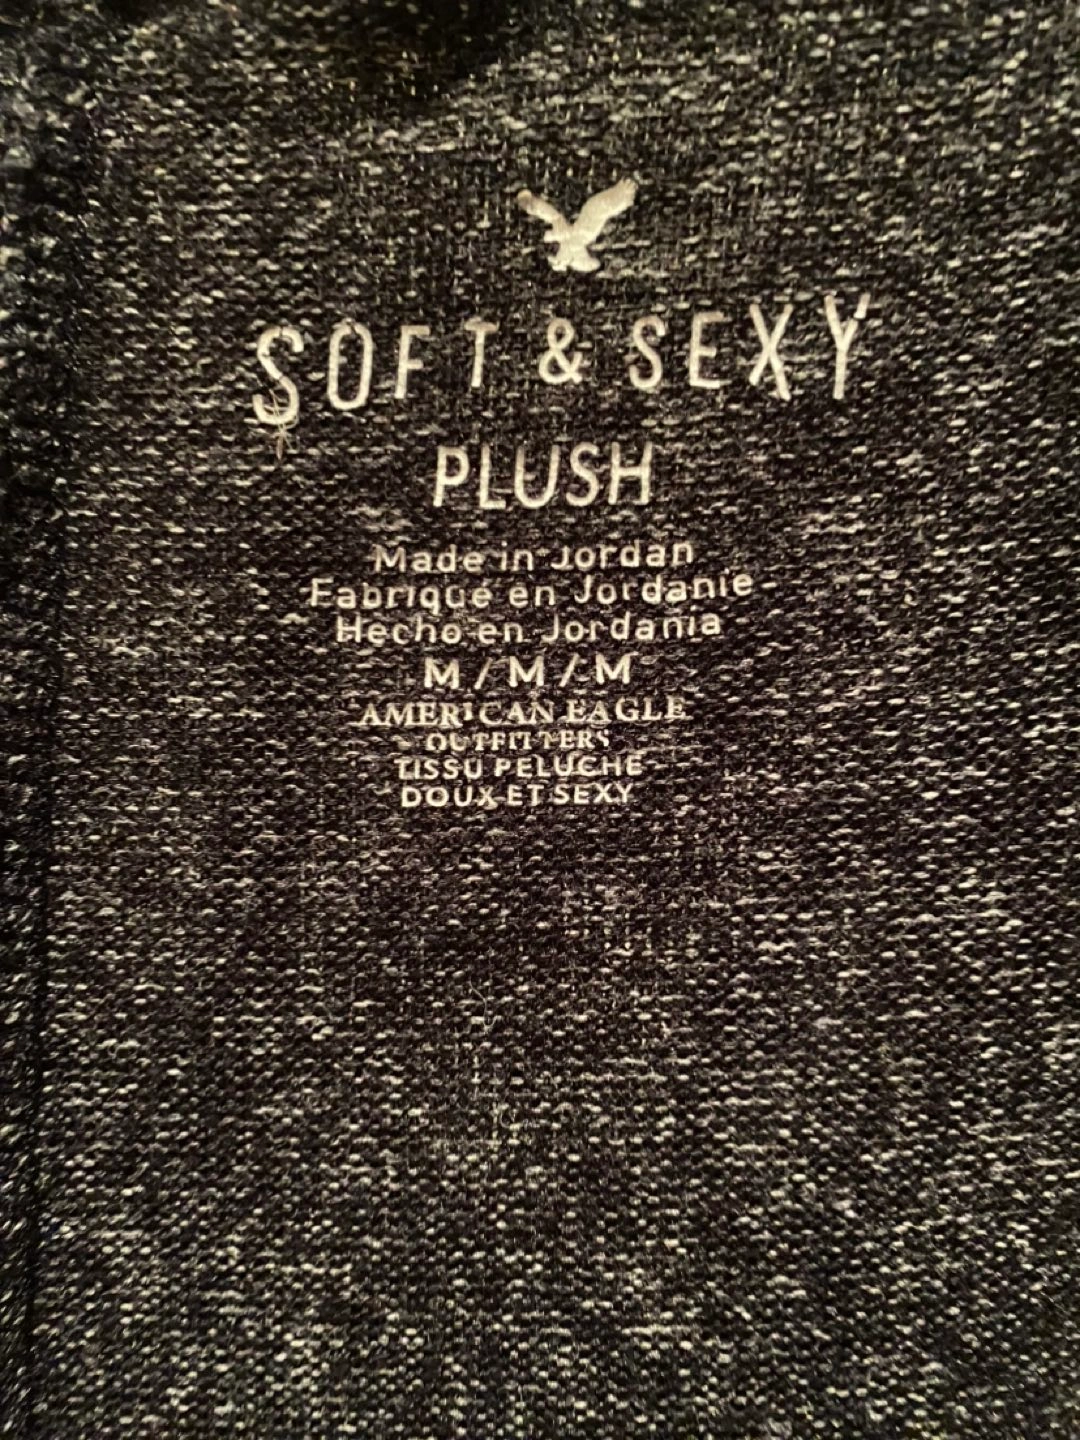 SOFT & SEXY
PLUSH
Made in Jordan
Fabriqué en Jordanie
Hecho en Jordania
M / M / M
AMERICAN EAGLE
OUTFITTERS
TISSU PELUCHE
DOUX ET SEXY